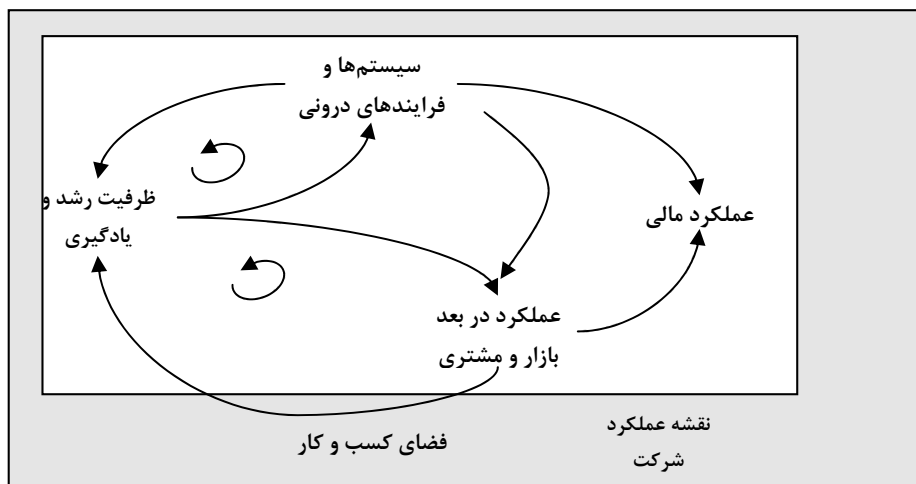 سیستم‌ها و
فرایندهای درونی
ظرفیت رشد و
یادگیری
عملکرد مالی
عملکرد در بعد
بازار و مشتری
فضای کسب و کار
نقشه عملکرد
شرکت